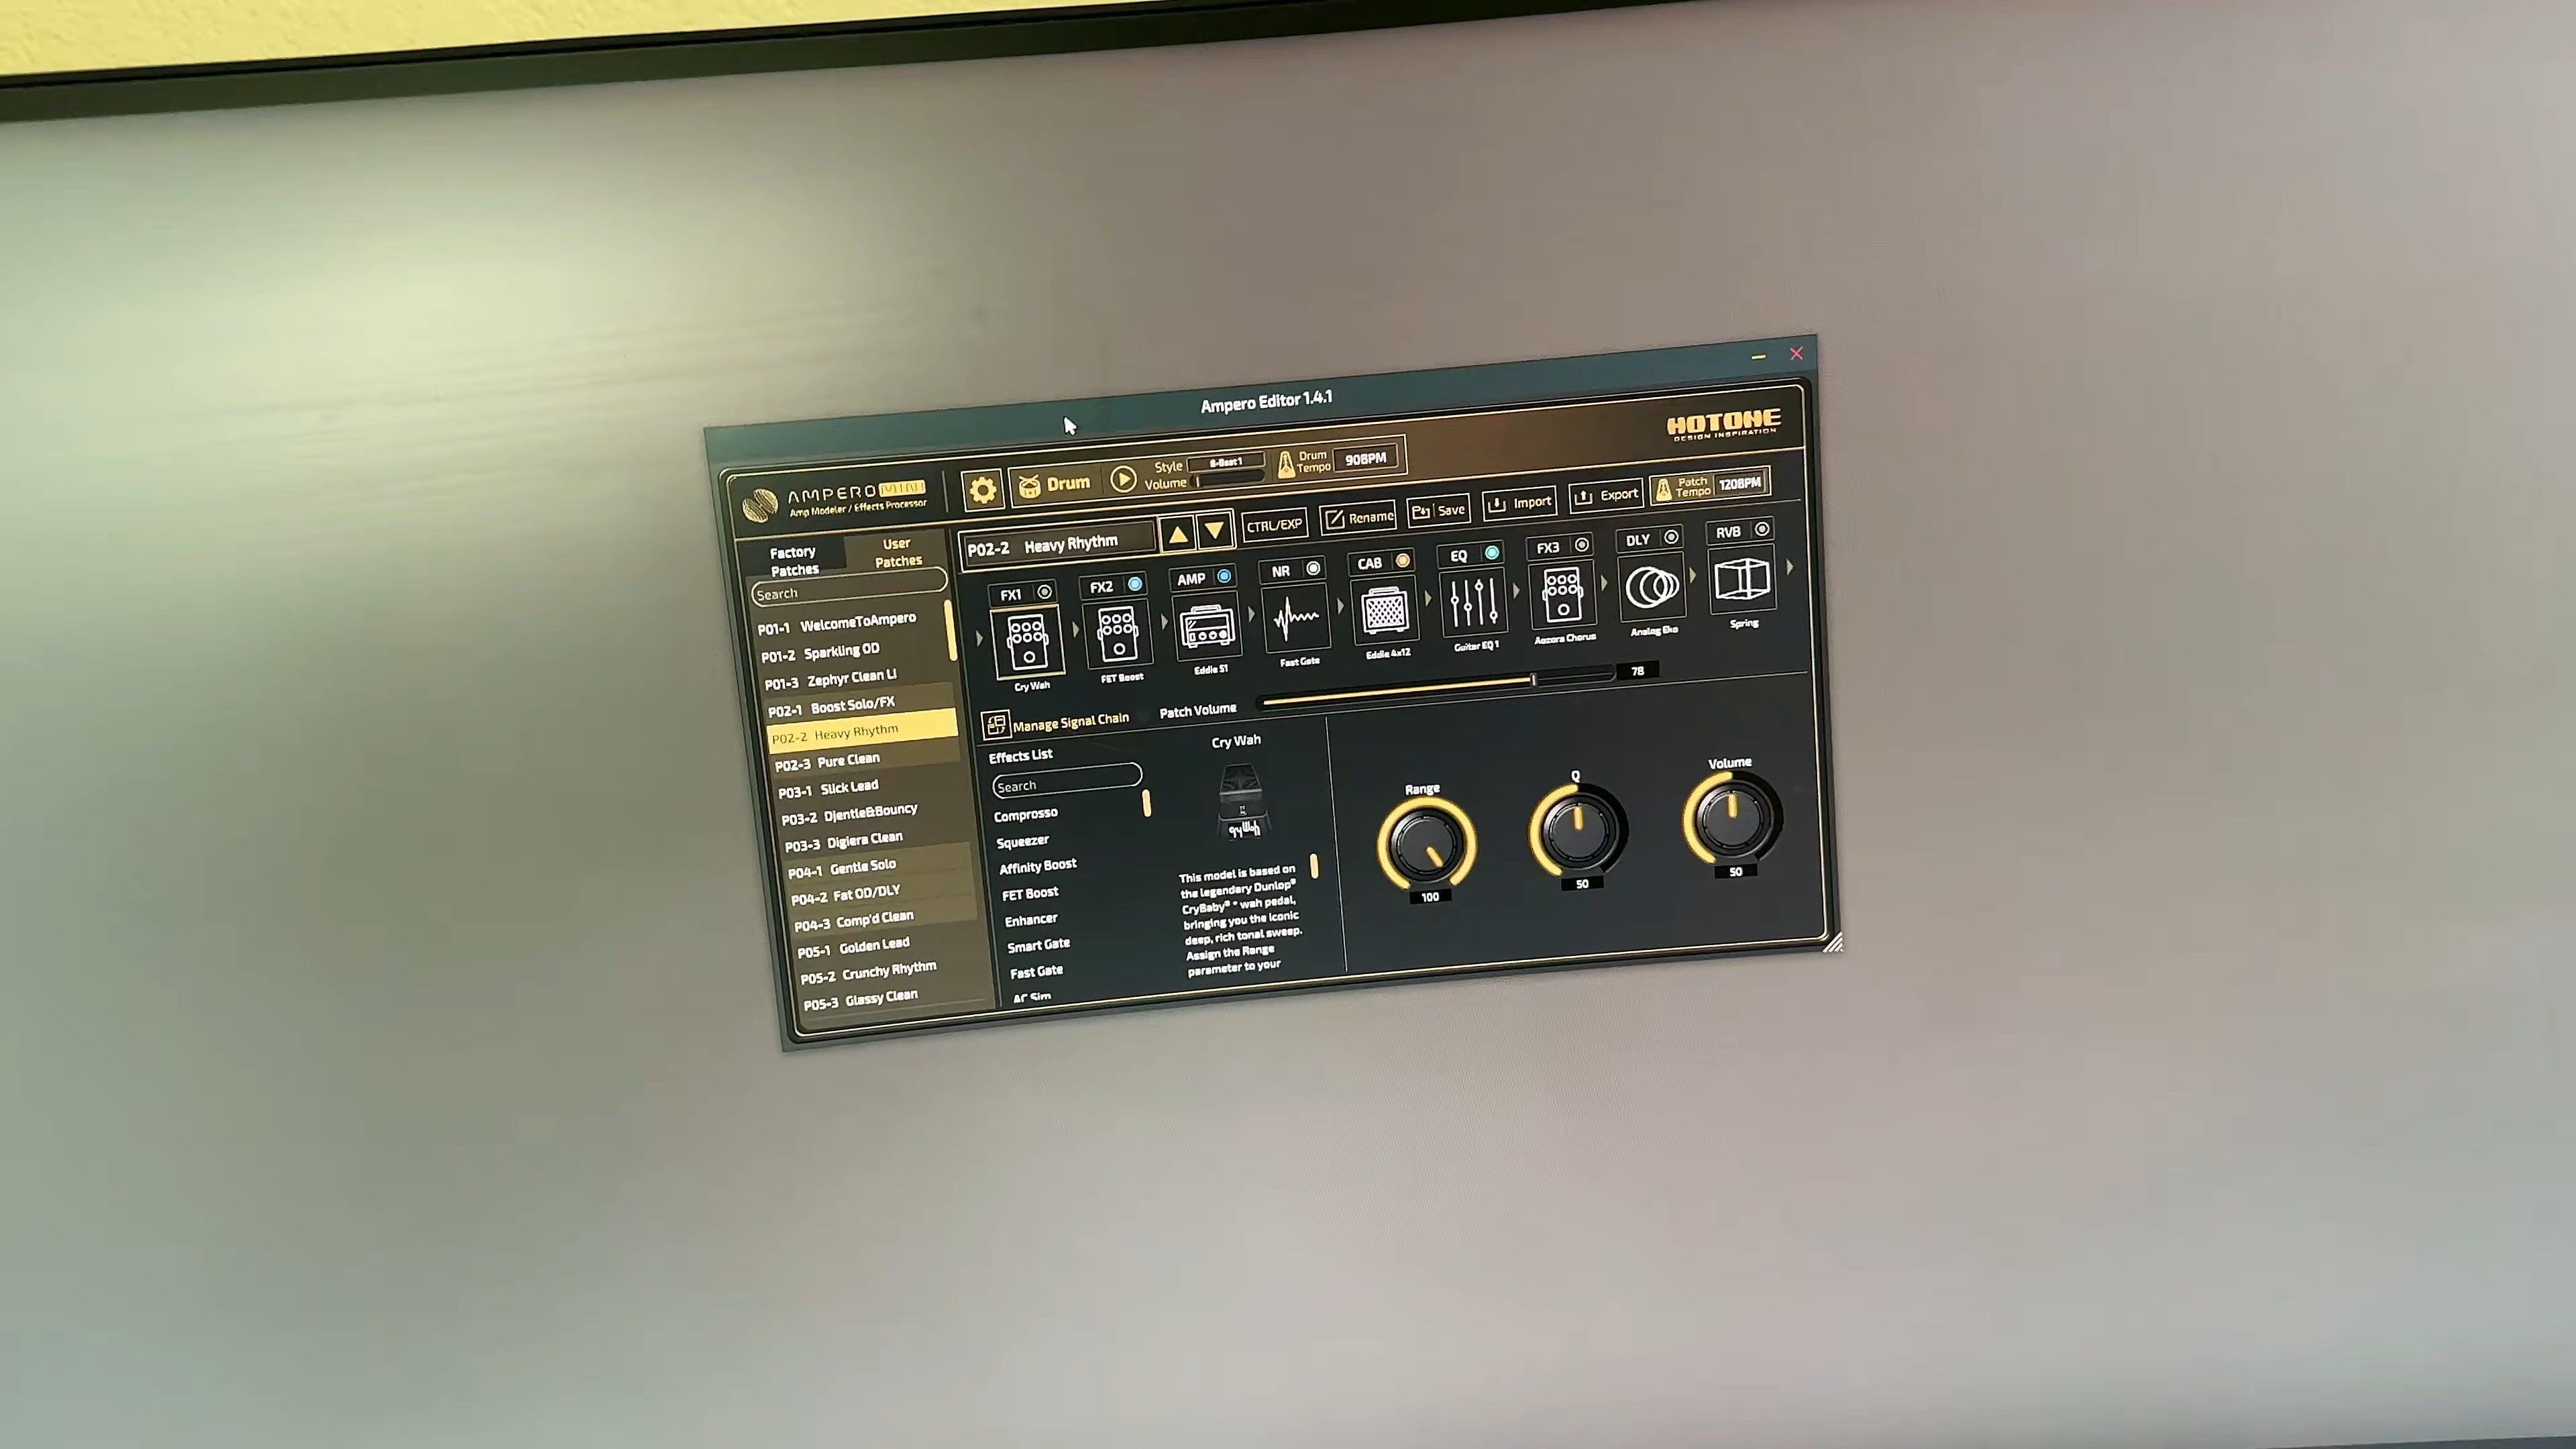 Ampero Editor 1.4.1
HOTONE
DESIGN INSPIRATION
AMPERO MINI
Amp Modeler / Effects Processor
Drum
Style
Volume
Drum
Tempo
90BPM
Factory
Patches
User
Patches
Search
P01-1 WelcomeToAmpero
P01-2 Sparkling OD
P01-3 Zephyr Clean LI
P02-1 Boost Solo/FX
P02-2 Heavy Rhythm
P02-3 Pure Clean
P03-1 Slick Lead
P03-2 Djentle&Bouncy
P03-3 Digiera Clean
P04-1 Gentle Solo
P04-2 Fat OD/DLY
P04-3 Comp'd Clean
P05-1 Golden Lead
P05-2 Crunchy Rhythm
P05-3 Glassy Clean
P02-2 Heavy Rhythm
CTRL/EXP
Rename
Save
Import
Export
Patch
Tempo
120BPM
FX1
FX2
AMP
NR
CAB
EQ
FX3
DLY
RVB
Cry Wah
FET Boost
Eddie 51
Fast Gate
Eddie 4x12
Guitar EQ 1
Aozora Chorus
Analog Eko
Spring
Manage Signal Chain
Patch Volume
78
Effects List
Search
Comprosso
Squeezer
Affinity Boost
FET Boost
Enhancer
Smart Gate
Fast Gate
AC Sim
Cry Wah
qyWah
This model is based on
the legendary Dunlop®
CryBaby®* wah pedal,
bringing you the iconic
deep, rich tonal sweep.
Assign the Range
parameter to your
Range
100
Q
50
Volume
50